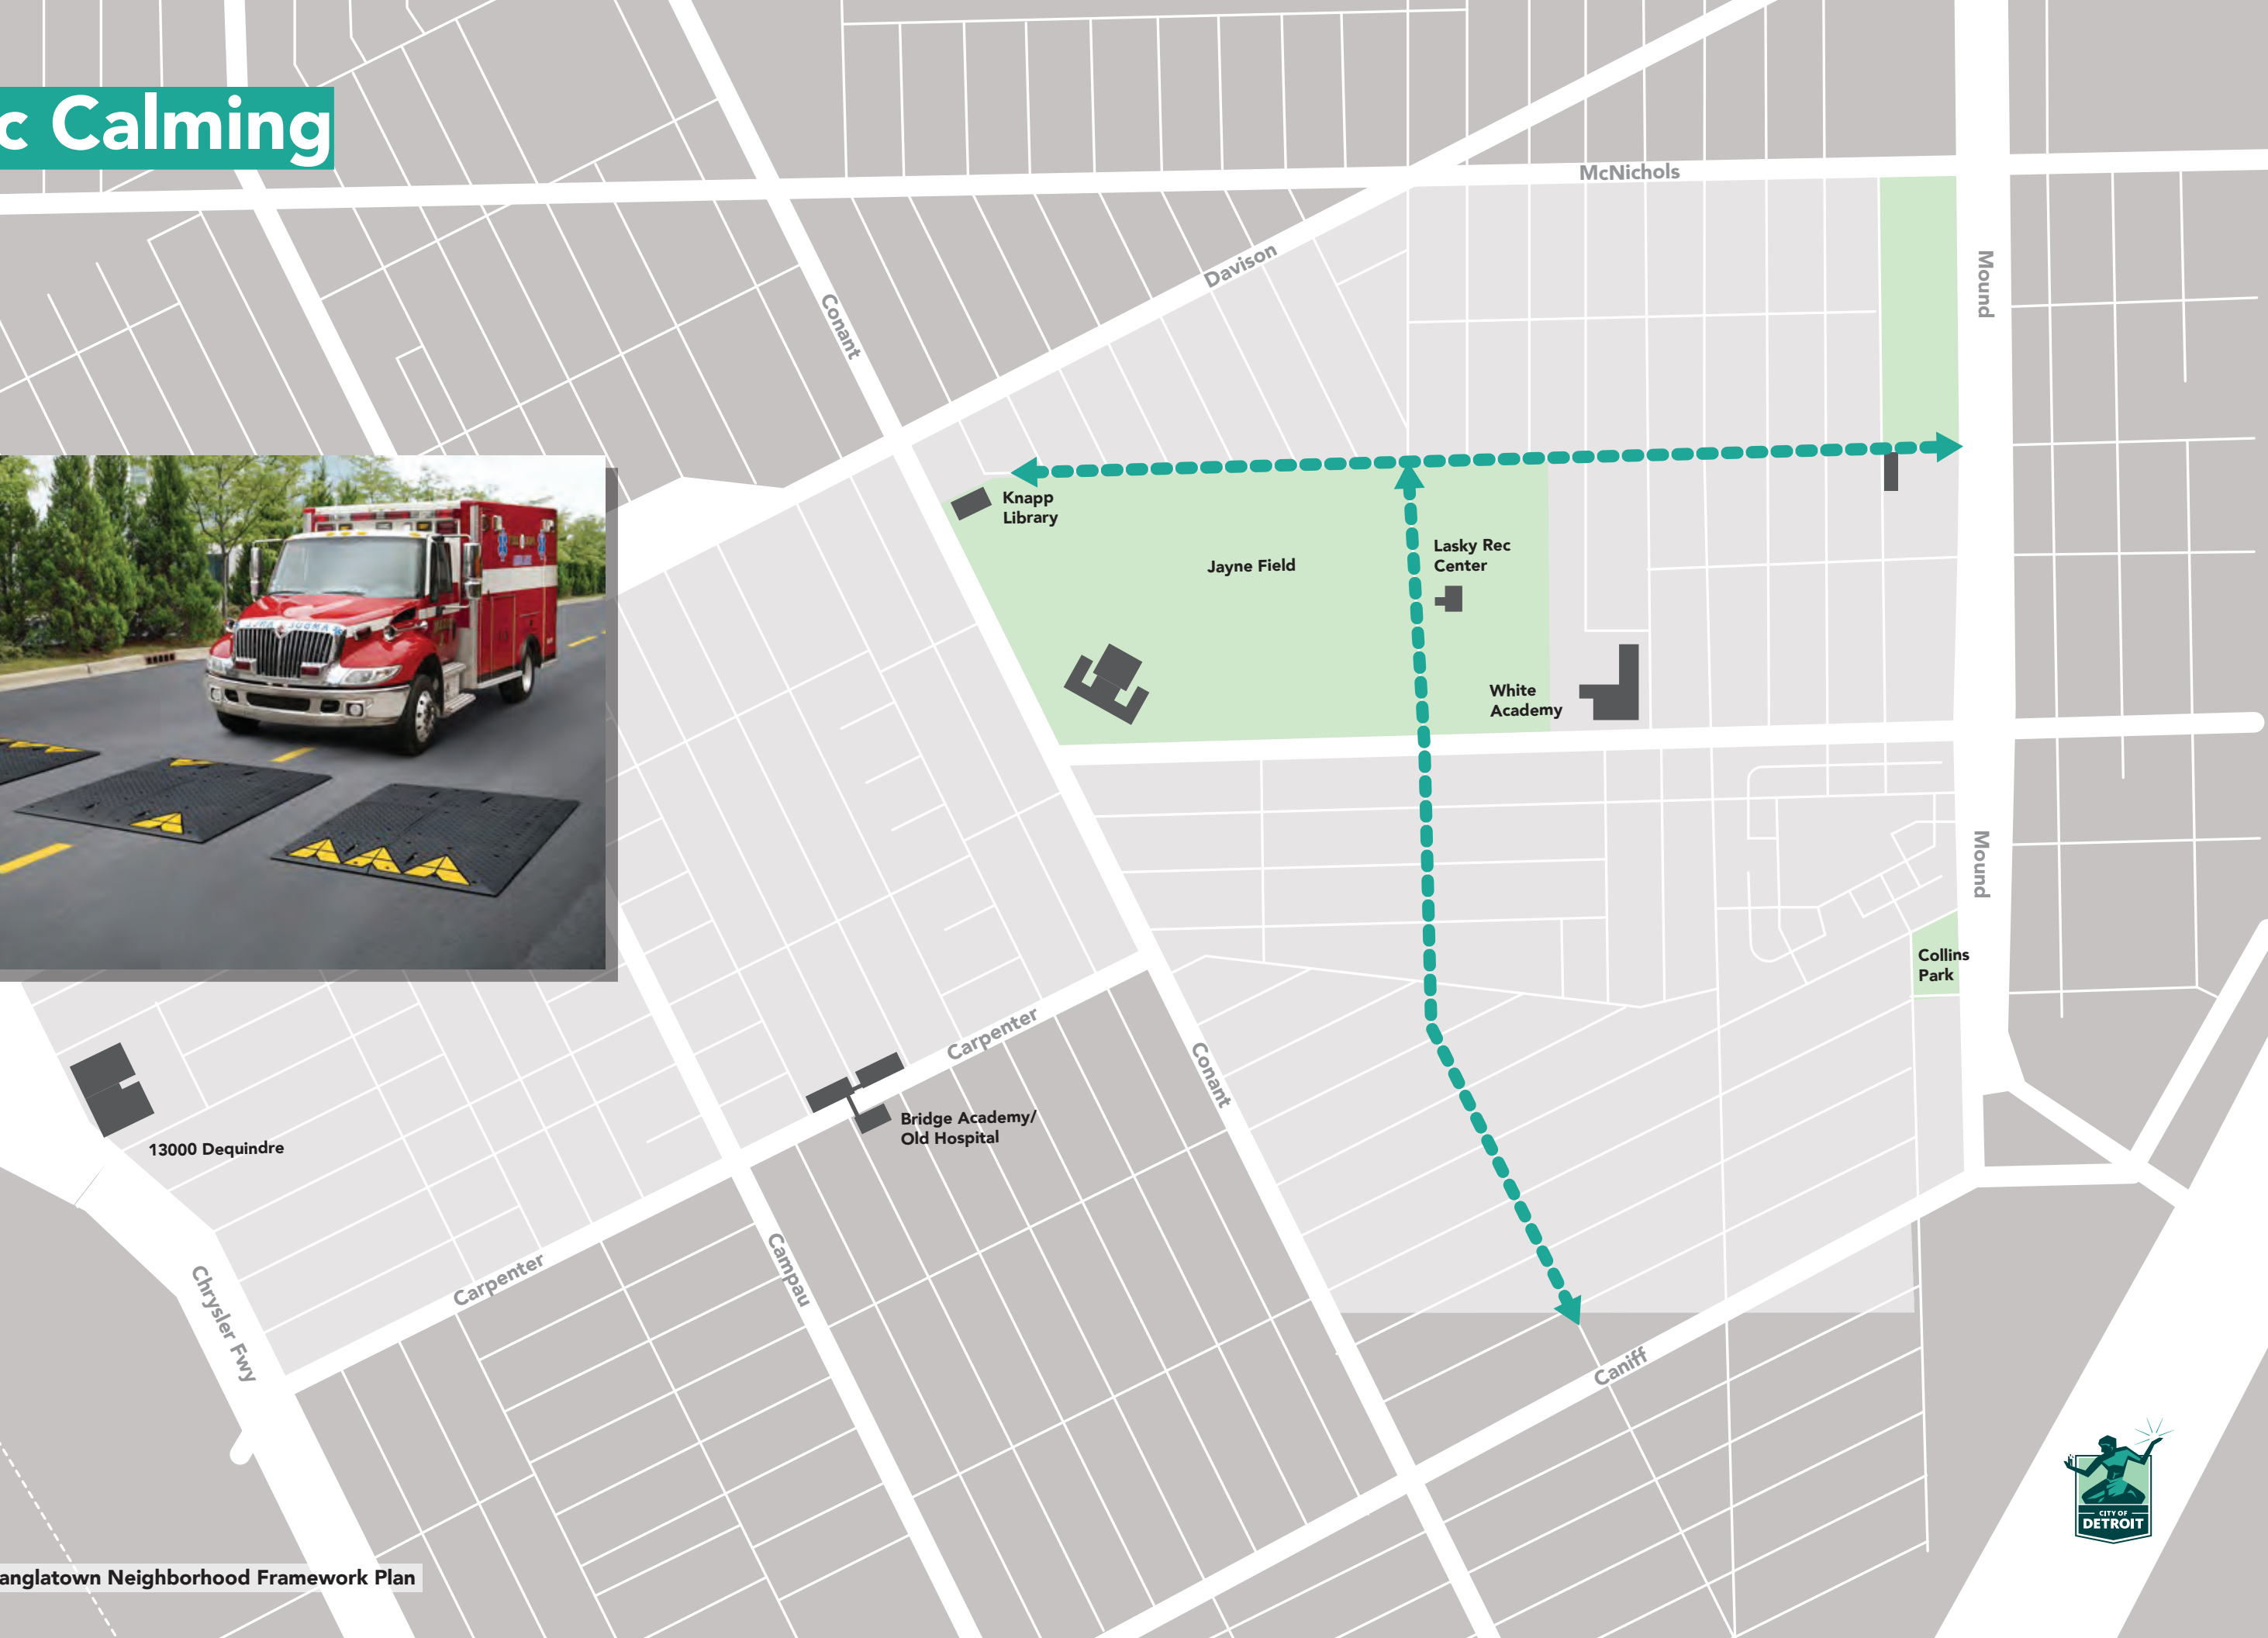 c Calming
McNichols
Davison
Mound
Conant
Knapp
Library
Lasky Rec
Center
Jayne Field
White
Academy
Mound
Collins
Park
Carpenter
Conant
Bridge Academy/
Old Hospital
13000 Dequindre
Carpenter
Campau
Chrysler Fwy
Caniff
CITY OF
DETROIT
anglatown Neighborhood Framework Plan